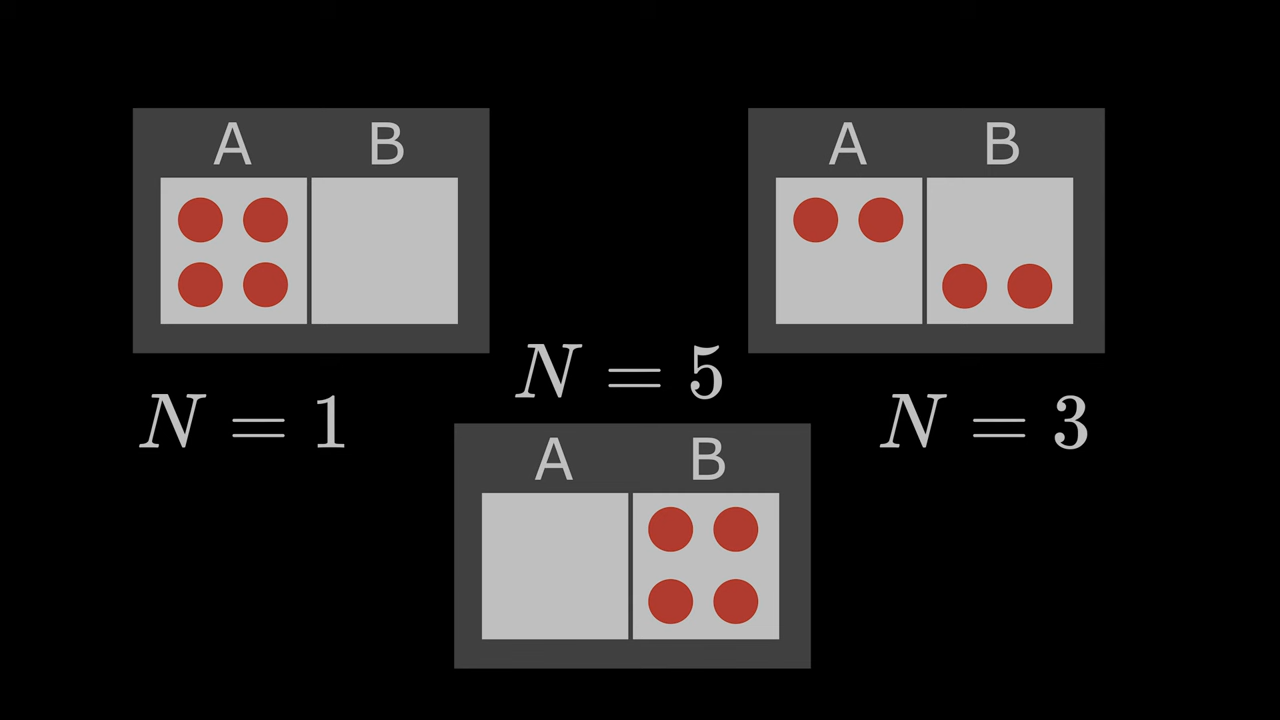 A B
A B
N = 5
N = 1
N = 3
A B